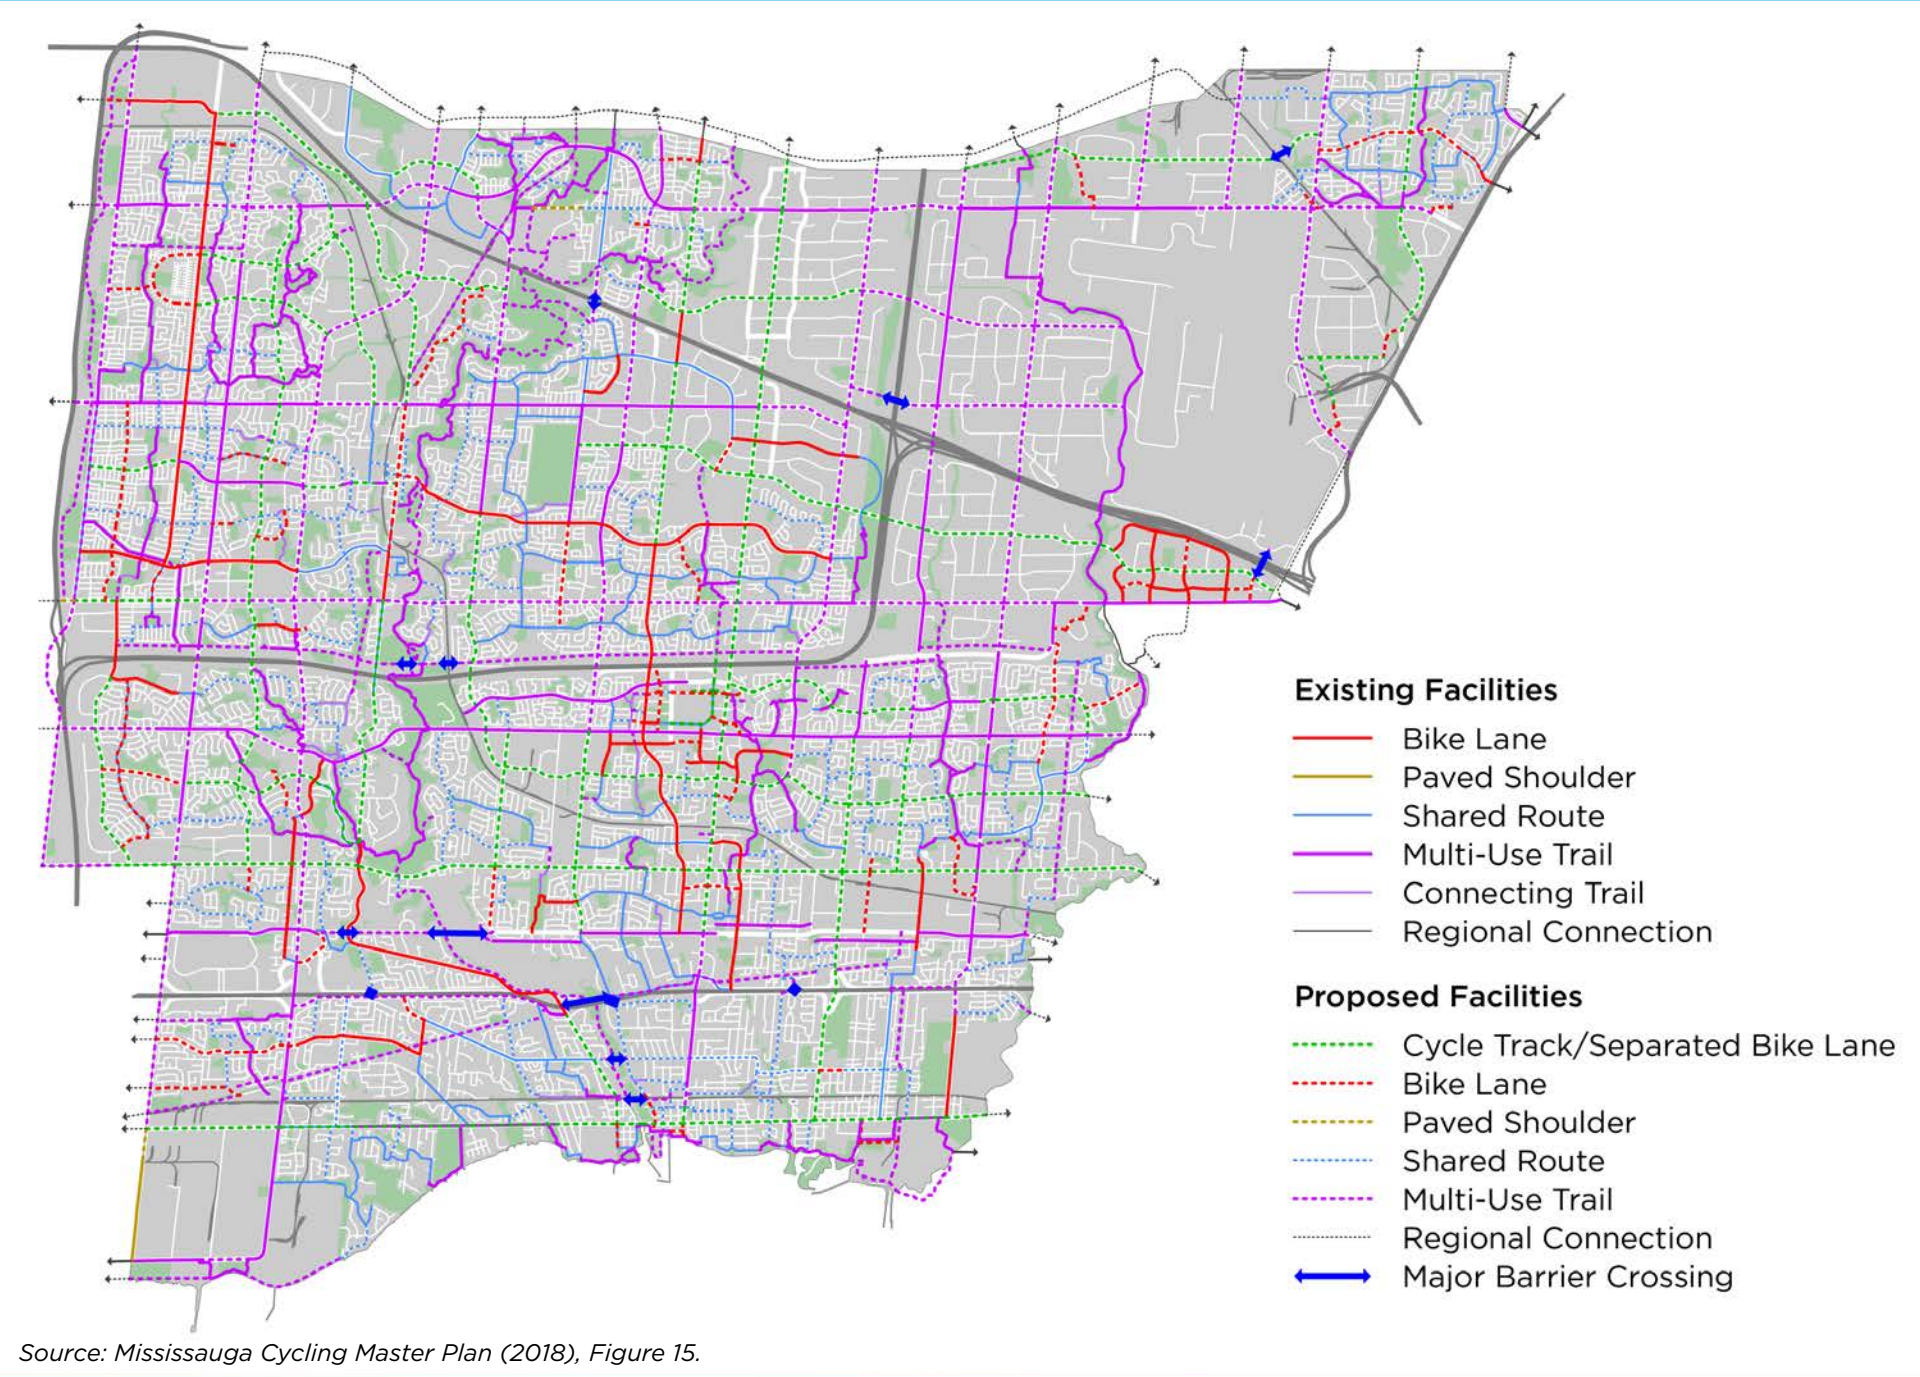 Existing Facilities
Bike Lane
Paved Shoulder
Shared Route
Multi-Use Trail
Connecting Trail
Regional Connection
Proposed Facilities
Cycle Track/Separated Bike Lane
Bike Lane
Paved Shoulder
Shared Route
Multi-Use Trail
Regional Connection
Major Barrier Crossing
Source: Mississauga Cycling Master Plan (2018), Figure 15.